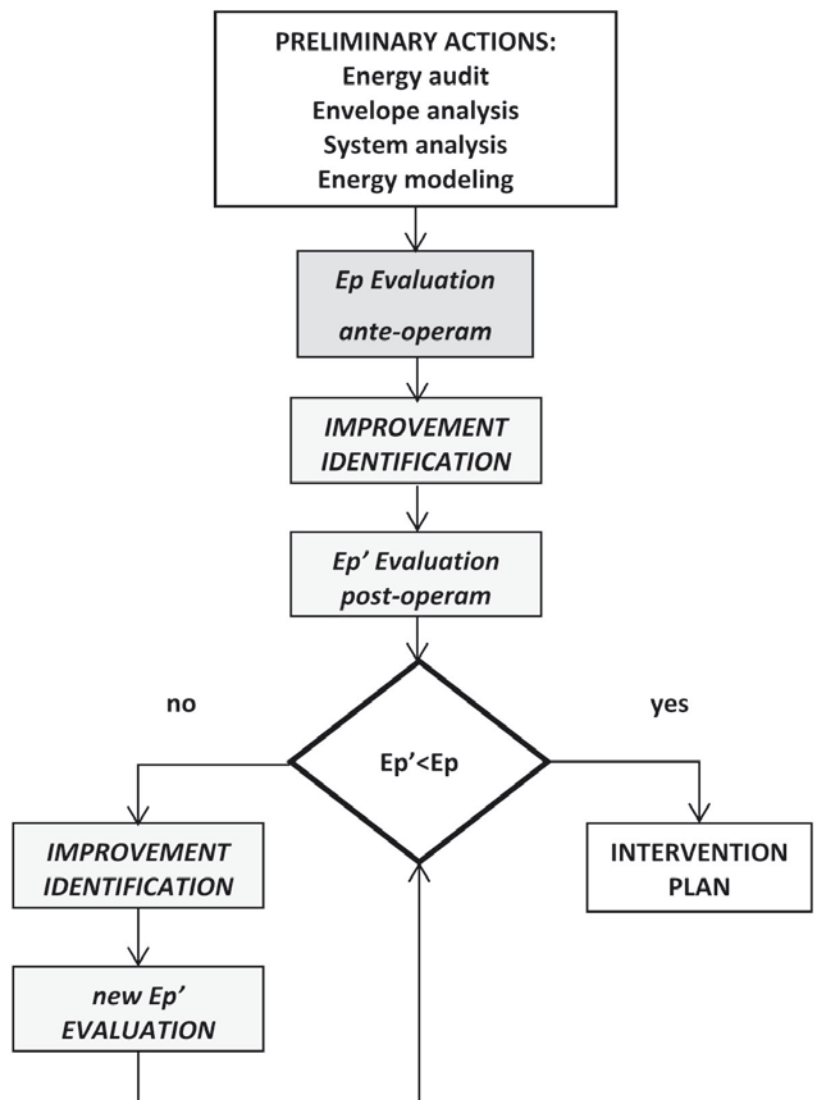 PRELIMINARY ACTIONS:
Energy audit
Envelope analysis
System analysis
Energy modeling
Ep Evaluation
ante-operam
IMPROVEMENT
IDENTIFICATION
Ep’ Evaluation
post-operam
no
yes
Ep’<Ep
IMPROVEMENT
IDENTIFICATION
INTERVENTION
PLAN
new Ep’
EVALUATION